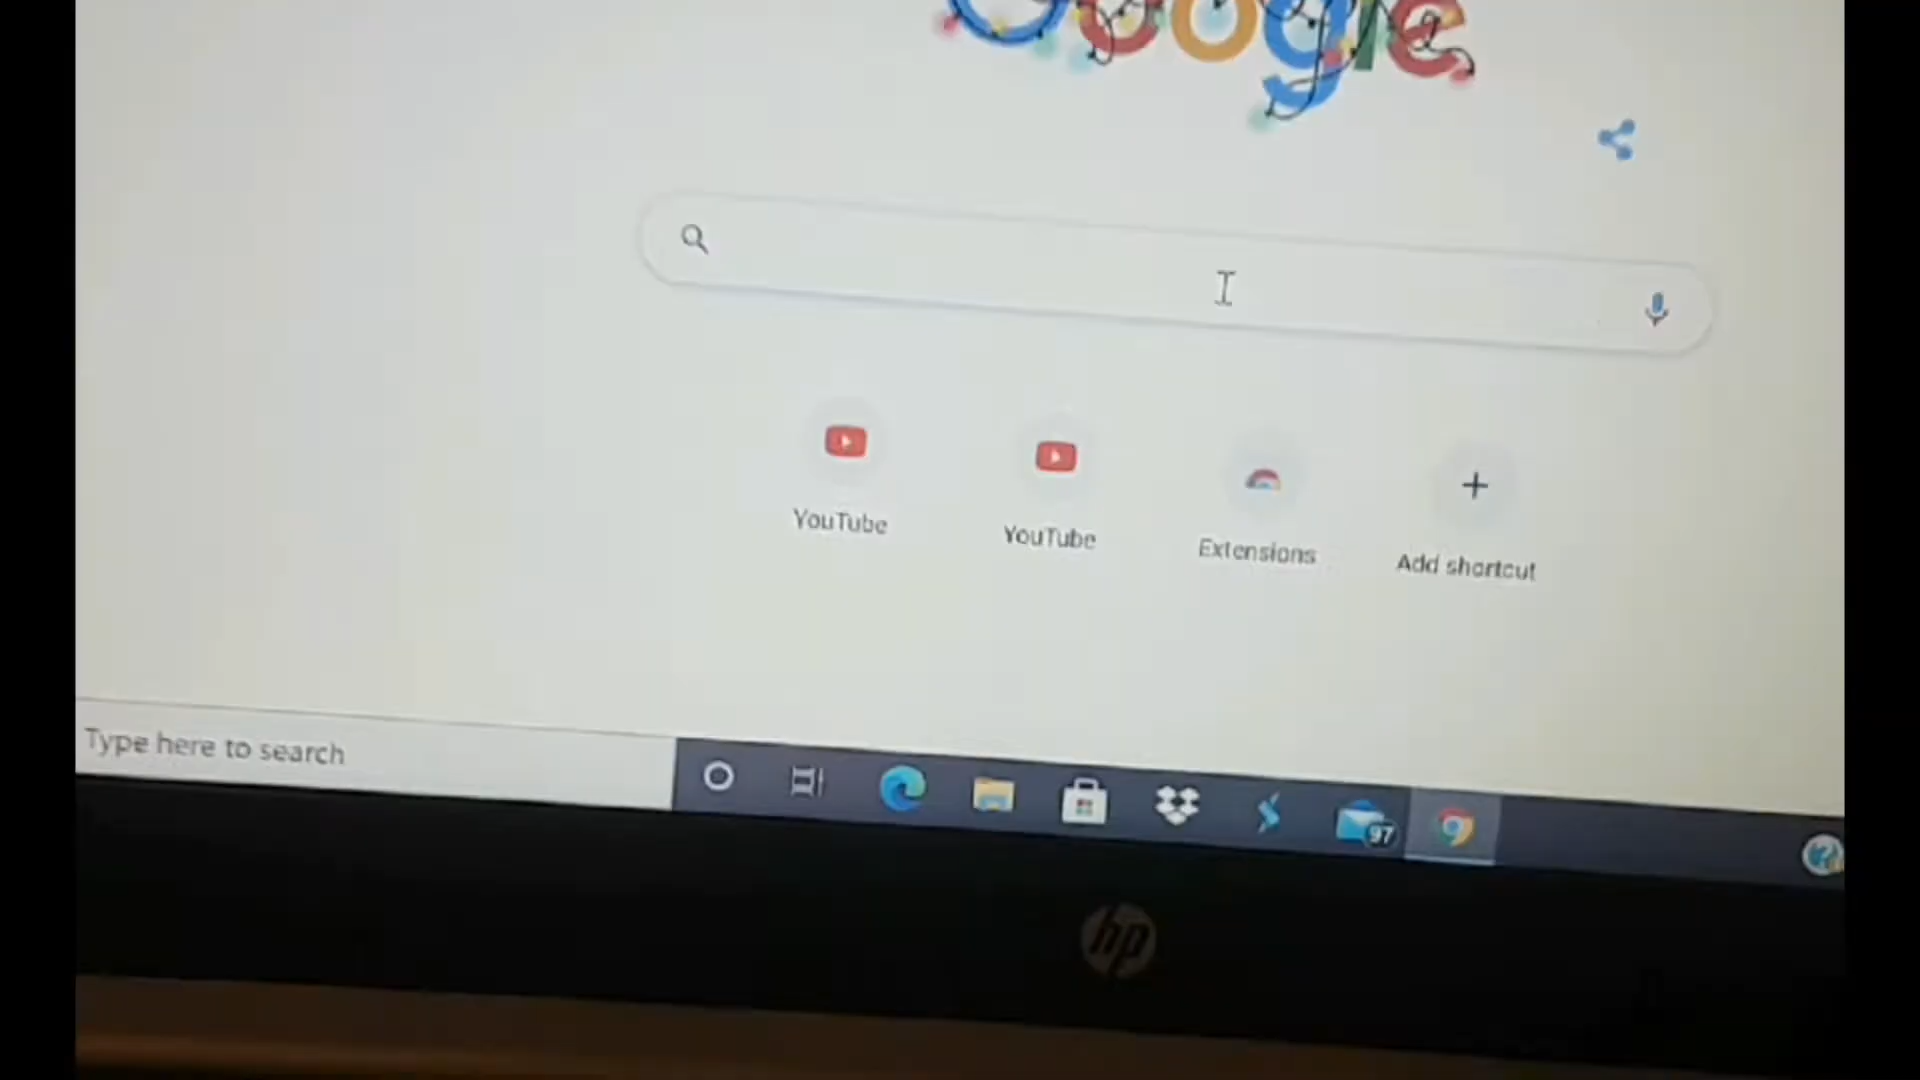 Google
YouTube
YouTube
Extensions
Add shortcut
Type here to search
97
hp